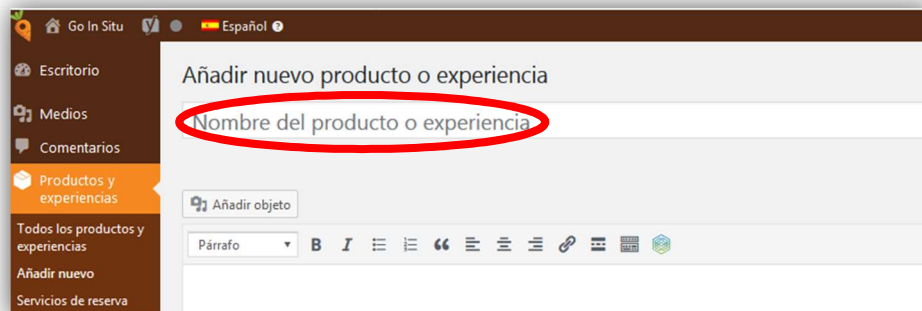 Go In Situ Español
Escritorio
Medios
Comentarios
Productos y
experiencias
Todos los productos y
experiencias
Añadir nuevo
Servicios de reserva
Añadir nuevo producto o experiencia
Nombre del producto o experiencia
Añadir objeto
Párrafo B I